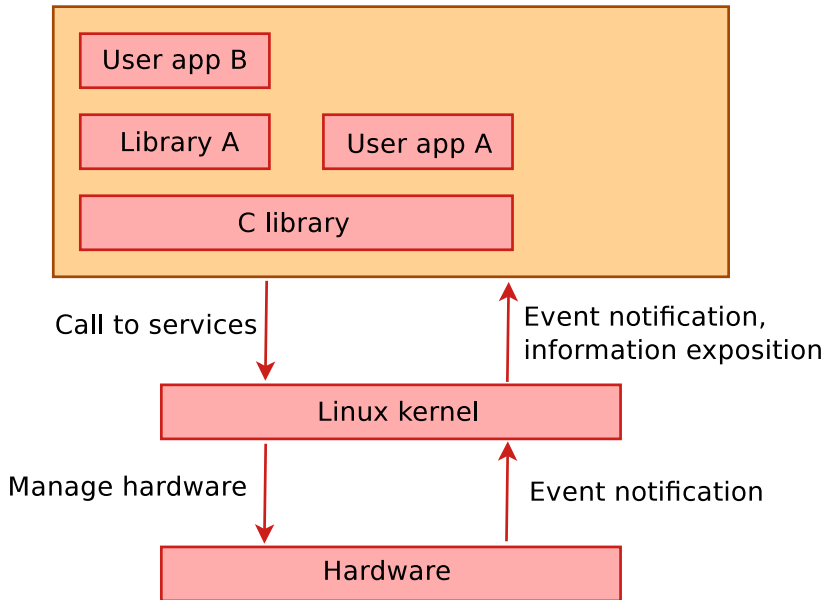 User app B
Library A
User app A
C library
Call to services
Event notification,
information exposition
Linux kernel
Manage hardware
Event notification
Hardware